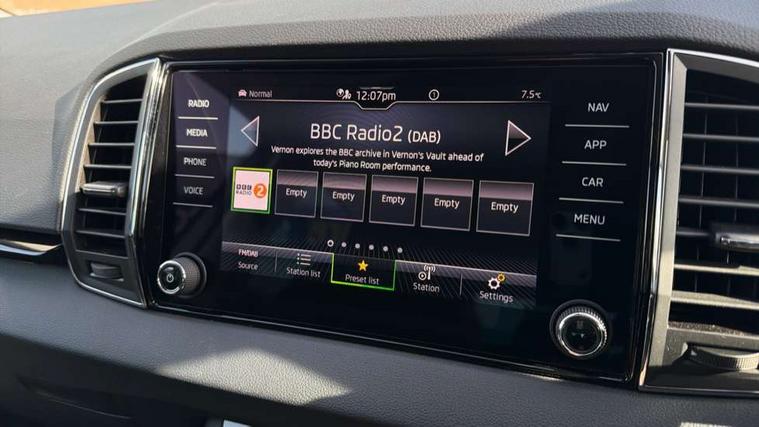 RADIO
MEDIA
PHONE
VOICE
Normal
12:07pm
7.5°C
BBC Radio2 (DAB)
Vernon explores the BBC archive in Vernon's Vault ahead of
today's Piano Room performance.
BBC
RADIO 2
Empty
Empty
Empty
Empty
Empty
FM/DAB
Source
Station list
Preset list
Station
Settings
NAV
APP
CAR
MENU